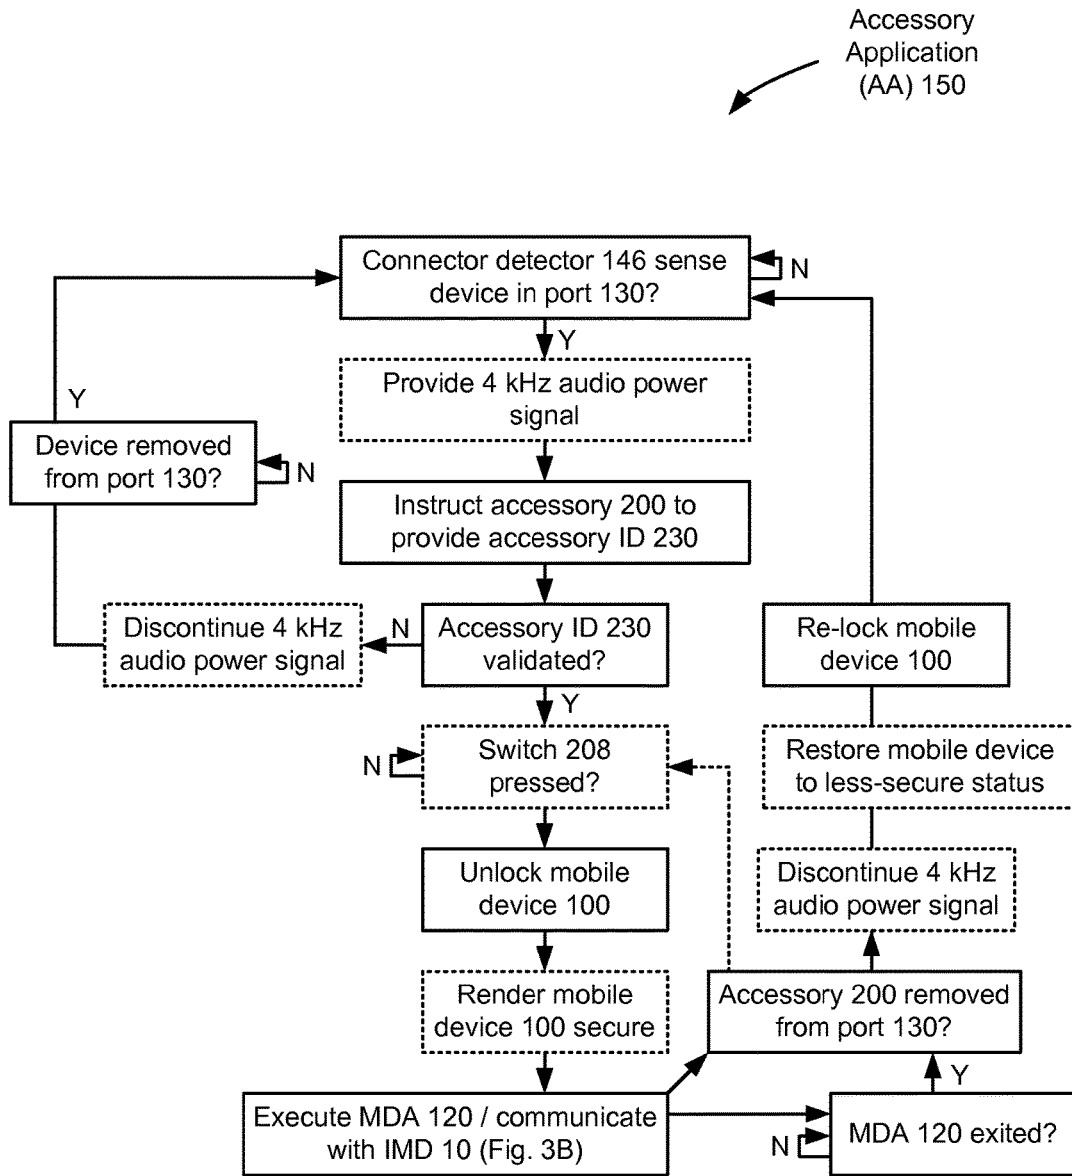 Accessory
Application
(AA) 150
Connector detector 146 sense
device in port 130?
N
Y
Provide 4 kHz audio power
signal
Y
Device removed
from port 130?
N
Instruct accessory 200 to
provide accessory ID 230
Discontinue 4 kHz
audio power signal
N
Accessory ID 230
validated?
Re-lock mobile
device 100
Y
Switch 208
pressed?
N
Restore mobile device
to less-secure status
Unlock mobile
device 100
Discontinue 4 kHz
audio power signal
Render mobile
device 100 secure
Accessory 200 removed
from port 130?
Y
Execute MDA 120 / communicate
with IMD 10 (Fig. 3B)
N
MDA 120 exited?